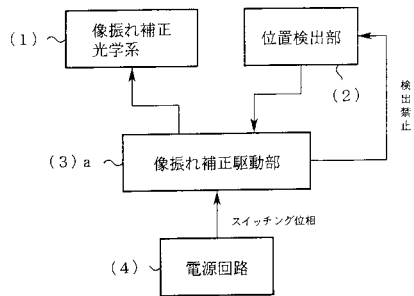 (1)
像振れ補正
光学系
位置検出部
(2)
検出禁止
(3)a
像振れ補正駆動部
スイッチング位相
(4)
電源回路